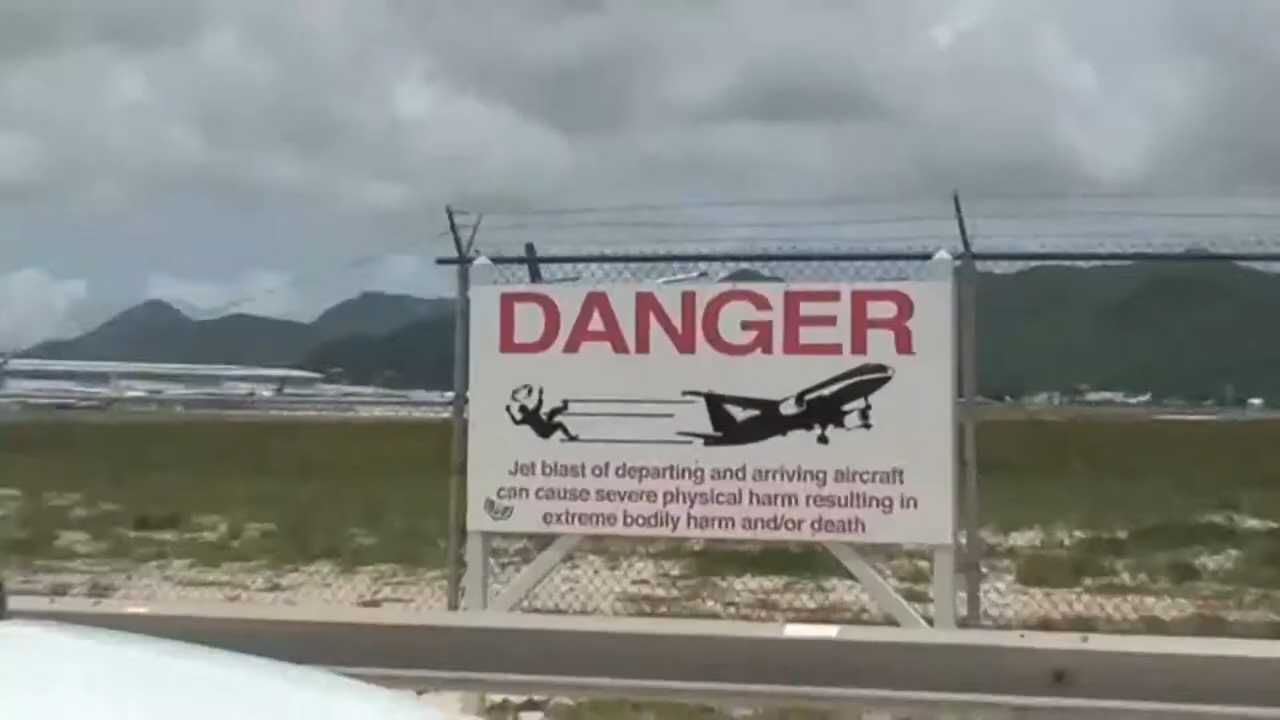 DANGER
Jet blast of departing and arriving aircraft
can cause severe physical harm resulting in
extreme bodily harm and/or death